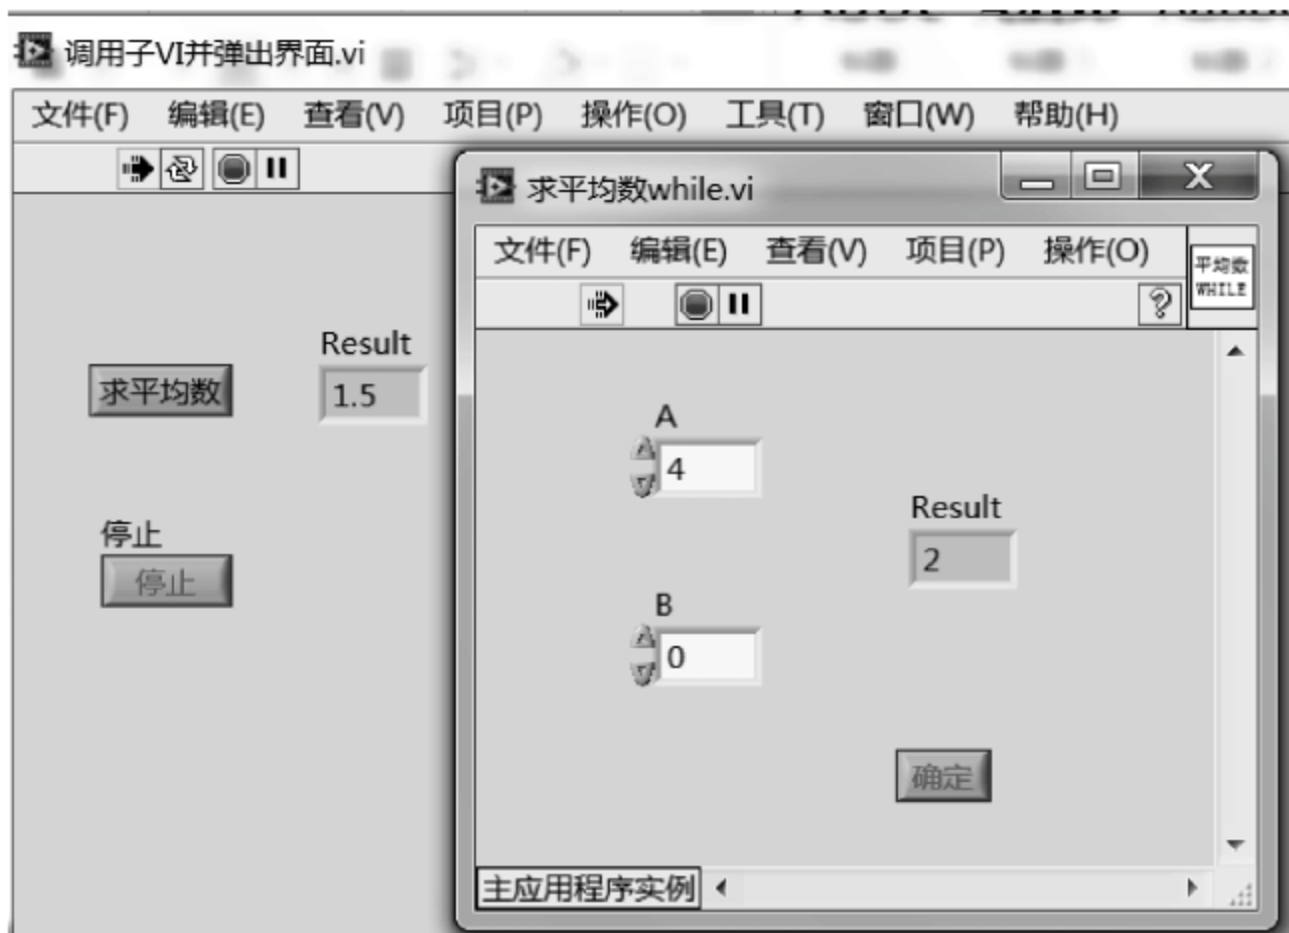 调用子VI并弹出界面.vi
文件(F) 编辑(E) 查看(V) 项目(P) 操作(O) 工具(T) 窗口(W) 帮助(H)
求平均数
Result
1.5
停止
停止
求平均数while.vi
文件(F) 编辑(E) 查看(V) 项目(P) 操作(O)
平均数
WHILE
A
4
Result
2
B
0
确定
主应用程序实例